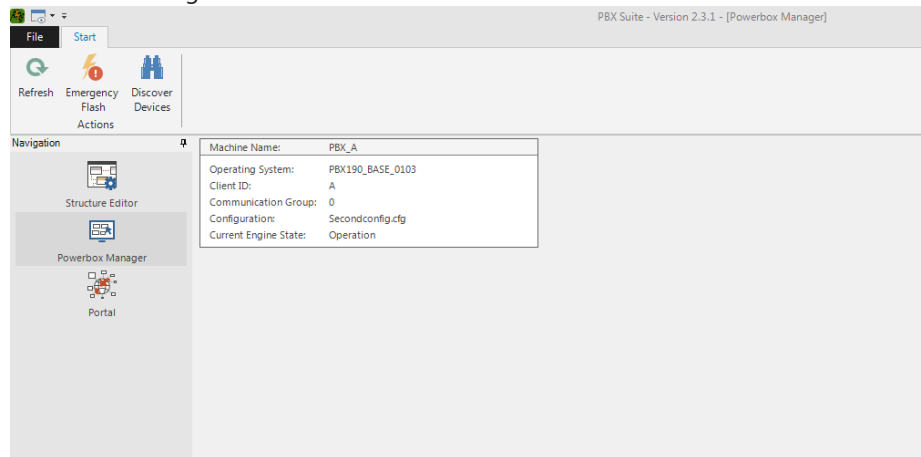 PBX Suite - Version 2.3.1 - [Powerbox Manager]
File Start
Refresh Emergency Flash Discover Devices
Actions
Navigation
Structure Editor
Powerbox Manager
Portal
Machine Name: PBX_A
Operating System: PBX190_BASE_0103
Client ID: A
Communication Group: 0
Configuration: Secondconfig.cfg
Current Engine State: Operation